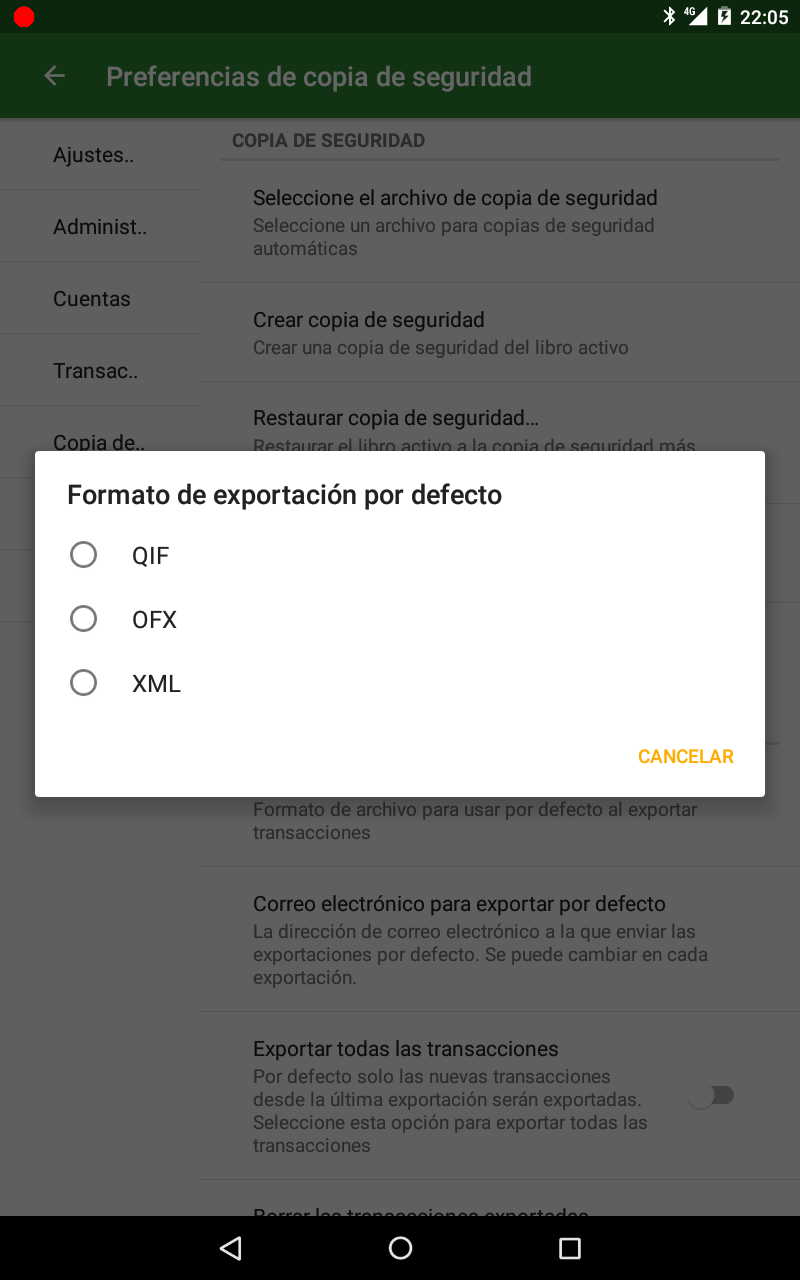 4G 22:05
Preferencias de copia de seguridad
Ajustes..
Administ..
Cuentas
Transac..
Copia de..
COPIA DE SEGURIDAD
Seleccione el archivo de copia de seguridad
Seleccione un archivo para copias de seguridad
automáticas
Crear copia de seguridad
Crear una copia de seguridad del libro activo
Restaurar copia de seguridad...
Restaurar el libro activo a la copia de seguridad más
Formato de exportación por defecto
QIF
OFX
XML
CANCELAR
Formato de archivo para usar por defecto al exportar
transacciones
Correo electrónico para exportar por defecto
La dirección de correo electrónico a la que enviar las
exportaciones por defecto. Se puede cambiar en cada
exportación.
Exportar todas las transacciones
Por defecto solo las nuevas transacciones
desde la última exportación serán exportadas.
Seleccione esta opción para exportar todas las
transacciones
Borrar las transacciones exportadas